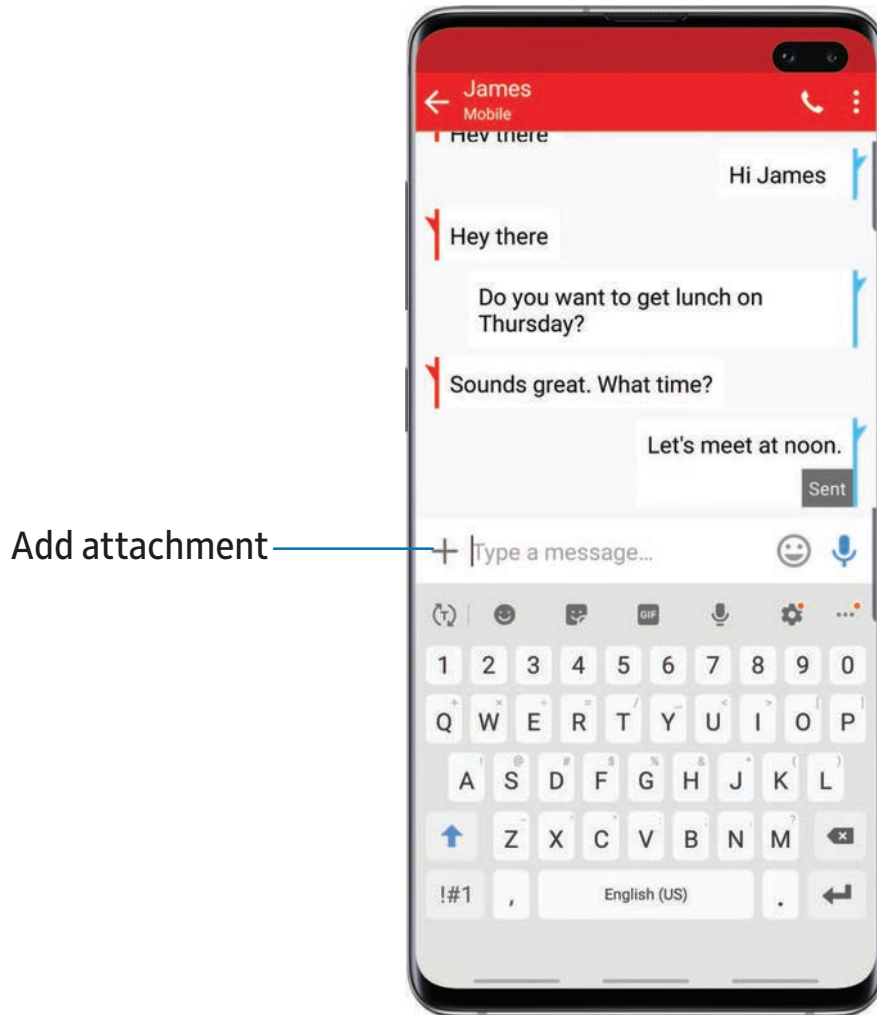 James
Mobile
Hey there
Hi James
Hey there
Do you want to get lunch on
Thursday?
Sounds great. What time?
Let's meet at noon.
Sent
Add attachment
Type a message...
T
GIF
1 2 3 4 5 6 7 8 9 0
Q W E R T Y U I O P
A S D F G H J K L
Z X C V B N M
!#1 , English (US) .